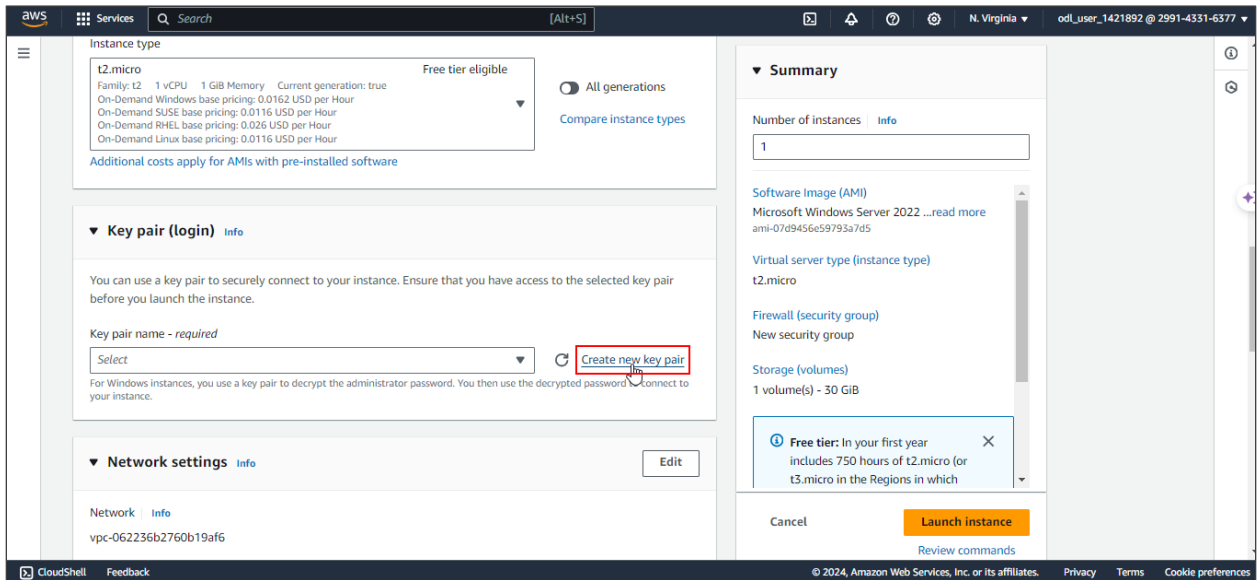 aws
Services
Search
[Alt+S]
N. Virginia
odl_user_1421892 @ 2991-4331-6377
Instance type
t2.micro
Free tier eligible
Family: t2 1 vCPU 1 GiB Memory Current generation: true
On-Demand Windows base pricing: 0.0162 USD per Hour
On-Demand SUSE base pricing: 0.0116 USD per Hour
On-Demand RHEL base pricing: 0.026 USD per Hour
On-Demand Linux base pricing: 0.0116 USD per Hour
All generations
Compare instance types
Additional costs apply for AMIs with pre-installed software
Key pair (login) Info
You can use a key pair to securely connect to your instance. Ensure that you have access to the selected key pair
before you launch the instance.
Key pair name - required
Select
Create new key pair
For Windows instances, you use a key pair to decrypt the administrator password. You then use the decrypted password to connect to
your instance.
Network settings Info
Edit
Network Info
vpc-062236b2760b19af6
Summary
Number of instances Info
1
Software Image (AMI)
Microsoft Windows Server 2022 ...read more
ami-07d9456e59793a7d5
Virtual server type (instance type)
t2.micro
Firewall (security group)
New security group
Storage (volumes)
1 volume(s) - 30 GiB
Free tier: In your first year
includes 750 hours of t2.micro (or
t3.micro in the Regions in which
Cancel
Launch instance
Review commands
CloudShell
Feedback
© 2024, Amazon Web Services, Inc. or its affiliates.
Privacy
Terms
Cookie preferences